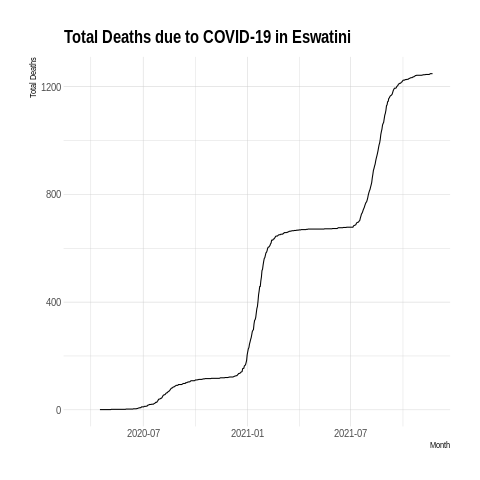 Total Deaths due to COVID-19 in Eswatini
Total Deaths
1200
800
400
0
2020-07 2021-01 2021-07
Month